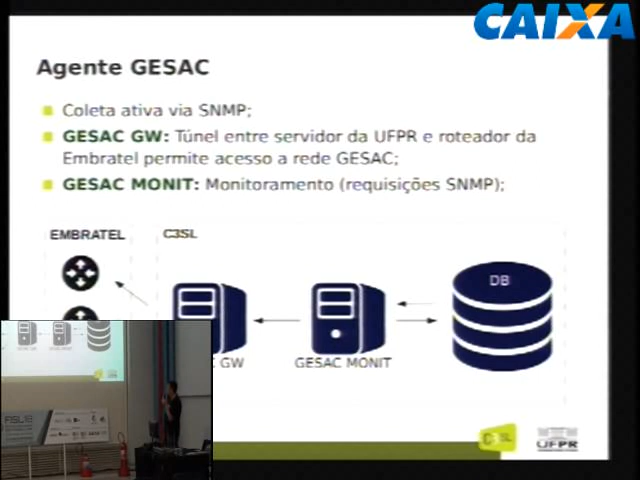 CAIXA
Agente GESAC
Coleta ativa via SNMP;
GESAC GW: Túnel entre servidor da UFPR e roteador da
Embratel permite acesso a rede GESAC;
GESAC MONIT: Monitoramento (requisições SNMP);
EMBRATEL
C3SL
DB
GW
GESAC MONIT
FISL18
C3SL
UFPR